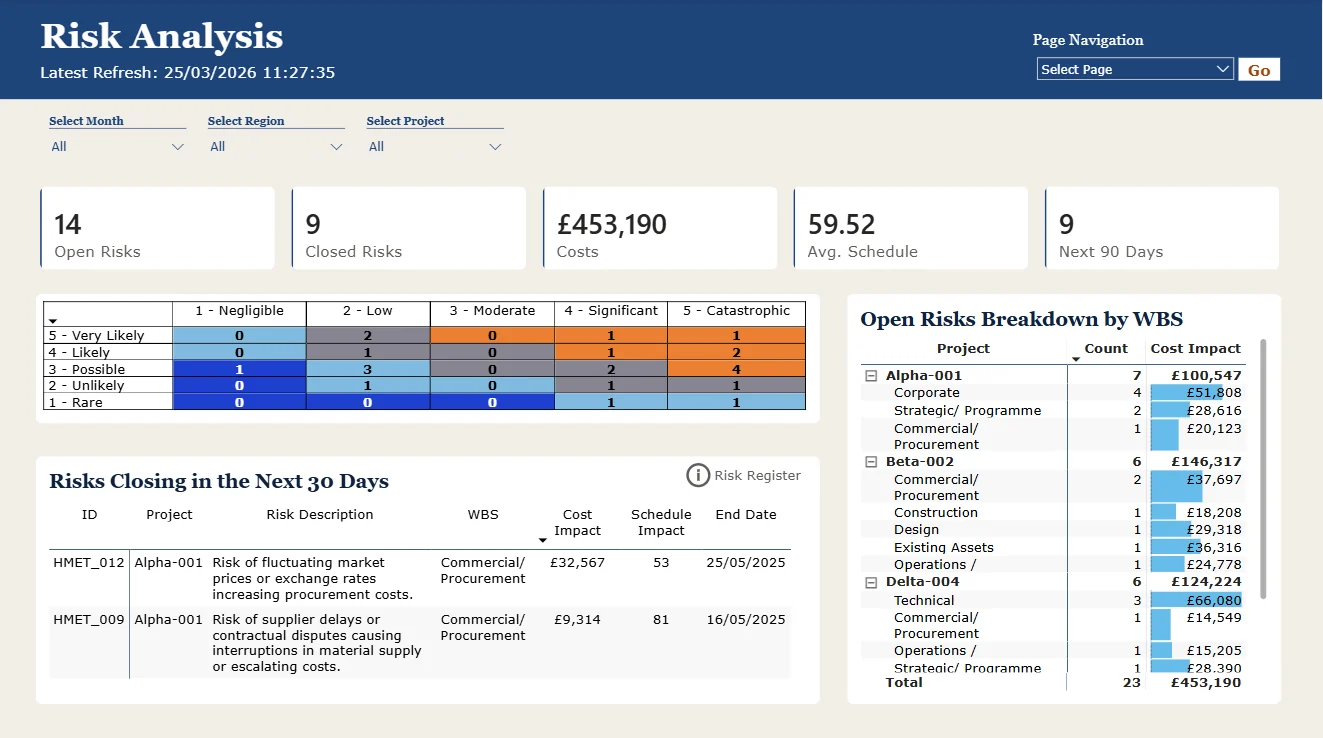 Risk Analysis
Latest Refresh: 25/03/2026 11:27:35
Page Navigation
Select Page
Go
Select Month
Select Region
Select Project
All
All
All
14
Open Risks
9
Closed Risks
£453,190
Costs
59.52
Avg. Schedule
9
Next 90 Days
1 - Negligible 2 - Low 3 - Moderate 4 - Significant 5 - Catastrophic
5 - Very Likely 0 2 0 1 1
4 - Likely 0 1 0 1 2
3 - Possible 1 3 0 2 4
2 - Unlikely 0 1 0 1 1
1 - Rare 0 0 0 1 1
Risks Closing in the Next 30 Days
i Risk Register
ID Project Risk Description WBS Cost Schedule End Date
Impact Impact
HMET_012 Alpha-001 Risk of fluctuating market Commercial/ £32,567 53 25/05/2025
prices or exchange rates Procurement
increasing procurement costs.
HMET_009 Alpha-001 Risk of supplier delays or Commercial/ £9,314 81 16/05/2025
contractual disputes causing Procurement
interruptions in material supply
or escalating costs.
Open Risks Breakdown by WBS
Project Count Cost Impact
Alpha-001 7 £100,547
Corporate 4 £51,808
Strategic/ Programme 2 £28,616
Commercial/ 1 £20,123
Procurement
Beta-002 6 £146,317
Commercial/ 2 £37,697
Procurement
Construction 1 £18,208
Design 1 £29,318
Existing Assets 1 £36,316
Operations / 1 £24,778
Delta-004 6 £124,224
Technical 3 £66,080
Commercial/ 1 £14,549
Procurement
Operations / 1 £15,205
Strategic/ Programme 1 £28,390
Total 23 £453,190